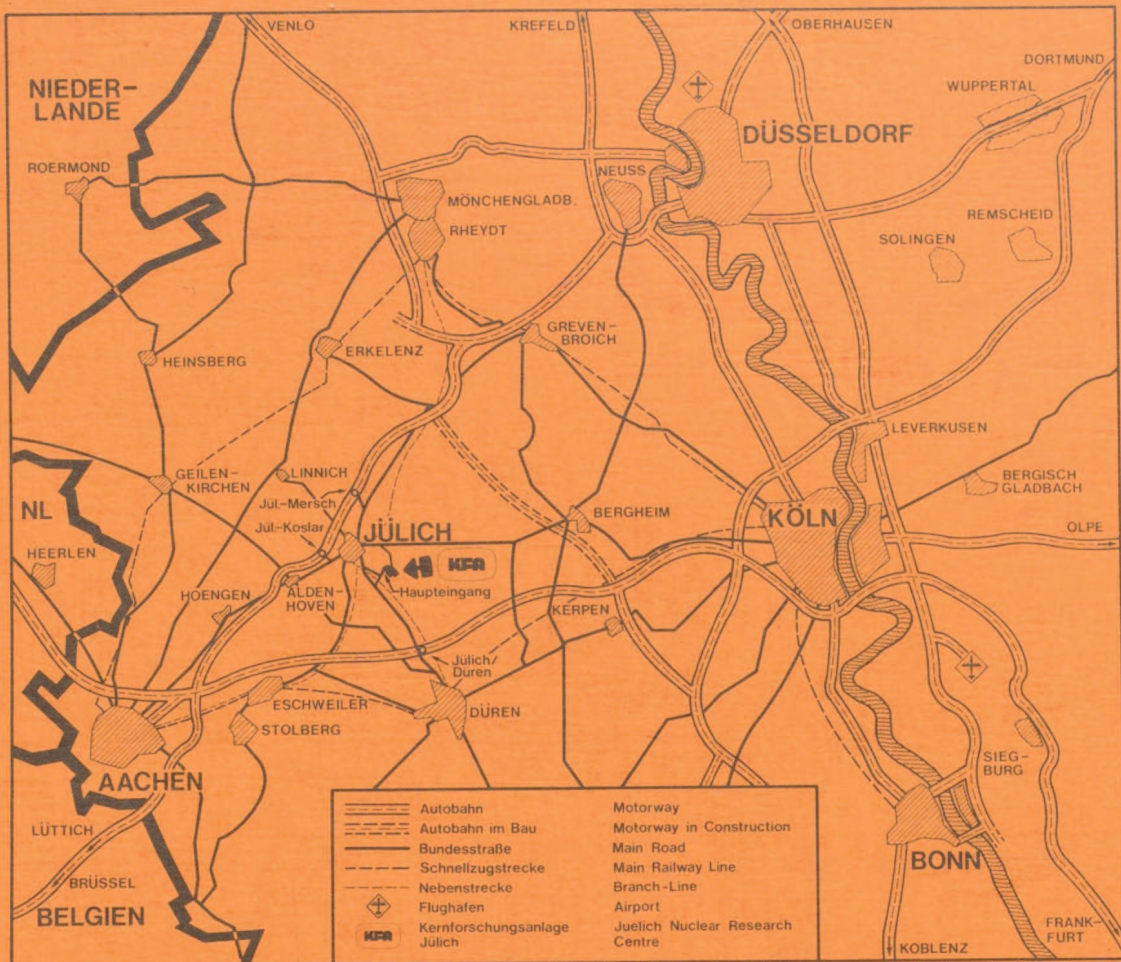 VENLO
KREFELD
OBERHAUSEN
DORTMUND
WUPPERTAL
NIEDER-
LANDE
DÜSSELDORF
ROERMOND
NEUSS
MÖNCHENGLADB.
RHEYDT
REMSCHEID
SOLINGEN
GREVEN-
BROICH
ERKELENZ
HEINSBERG
LEVERKUSEN
GEILEN-
KIRCHEN
LINNICH
BERGISCH
GLADBACH
Jül.-Mersch
NL
BERGHEIM
KÖLN
Jül.-Koslar
JÜLICH
OLPE
HEERLEN
KFA
HOENGEN
ALDEN-
HOVEN
Haupteingang
KERPEN
Jülich/
Düren
ESCHWEILER
DÜREN
STOLBERG
SIEG-
BURG
AACHEN
LÜTTICH
BONN
BRÜSSEL
BELGIEN
FRANK-
FURT
KOBLENZ
Autobahn Motorway
Autobahn im Bau Motorway in Construction
Bundesstraße Main Road
Schnellzugstrecke Main Railway Line
Nebenstrecke Branch-Line
Flughafen Airport
KFA Kernforschungsanlage Juelich Nuclear Research
Jülich Centre